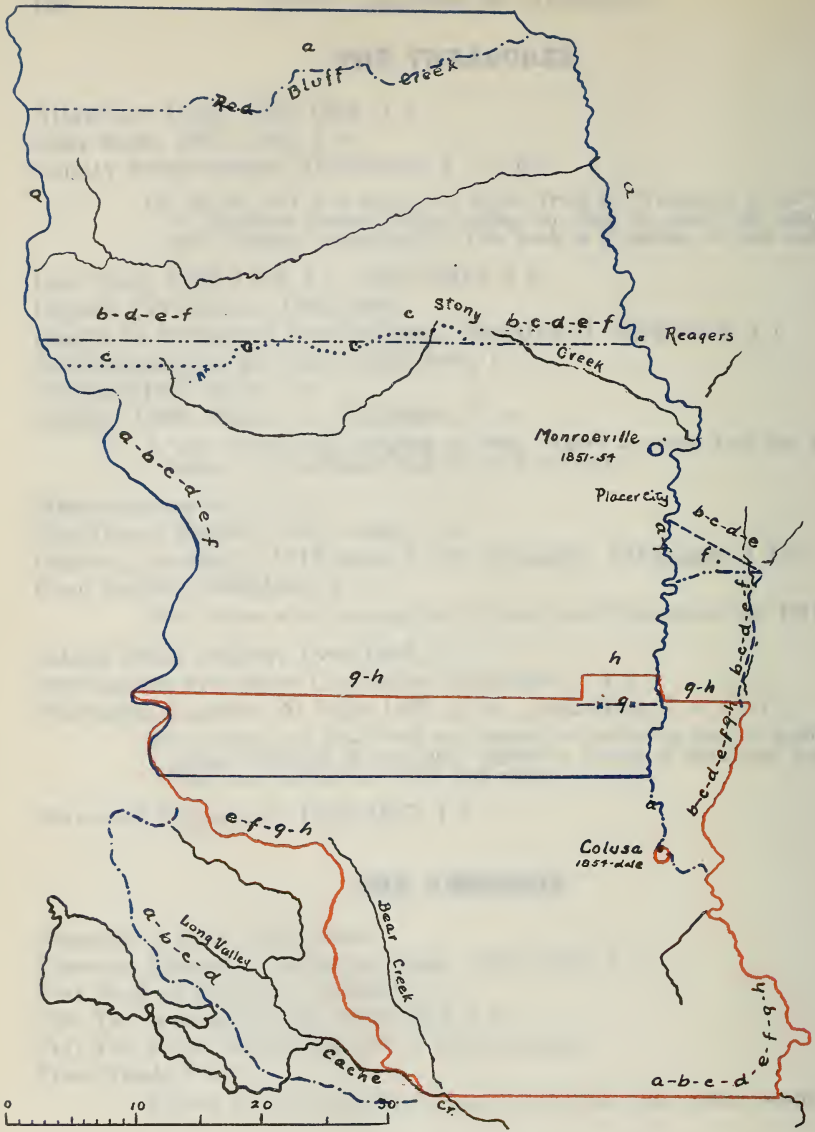 a
Red Bluff Creek
a
a
b-d-e-f
c
Stony
b-c-d-e-f
Reagers
c
c
c
Creek
Monroeville
1851-54
a-b-c-d-e-f
Placer City
b-c-d-e
a
f
b-c-d-e-f
h
g-h
g-h
g
b-c-d-e-f-g-h
a
e-f-g-h
Colusa
1854-date
a-b-c-d
Long Valley
Bear Creek
h-b-f-e-d-c-b-a
Cache
Cr.
0 10 20 30